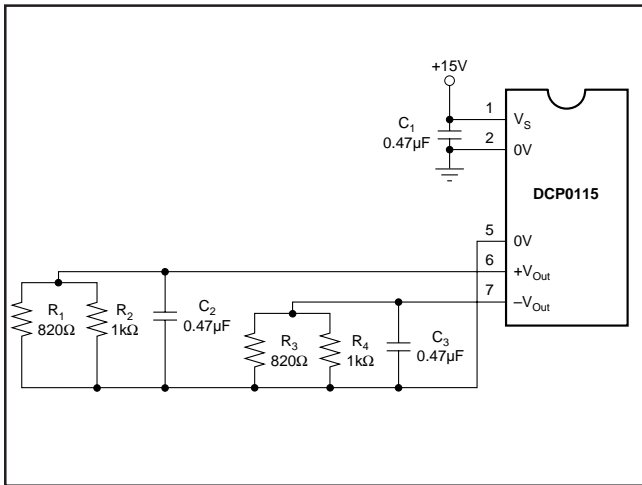 +15V
1
V_S
C_1
0.47µF
2
0V
DCP0115
5
0V
6
+V_Out
7
–V_Out
R_1
820Ω
R_2
1kΩ
C_2
0.47µF
R_3
820Ω
R_4
1kΩ
C_3
0.47µF